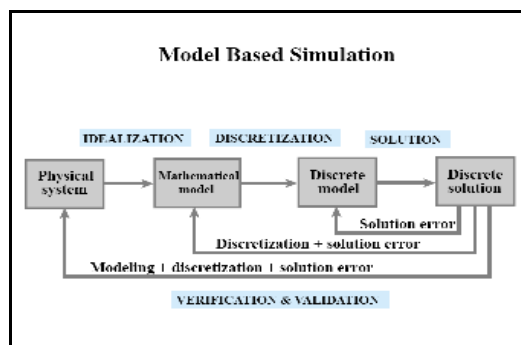 Model Based Simulation
IDEALIZATION DISCRETIZATION SOLUTION
Physical system
Mathematical model
Discrete model
Discrete solution
Solution error
Discretization + solution error
Modeling + discretization + solution error
VERIFICATION & VALIDATION